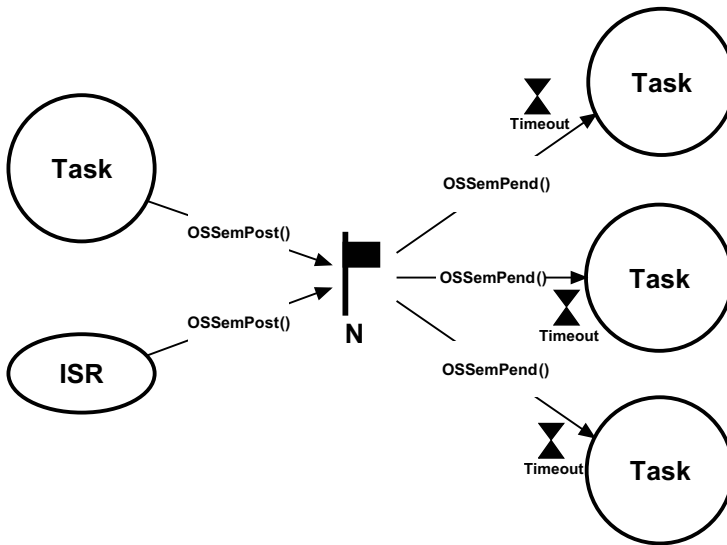 Task
Timeout
OSSemPend()
Task
OSSemPost()
OSSemPend()
Task
Timeout
N
OSSemPost()
ISR
OSSemPend()
Timeout
Task